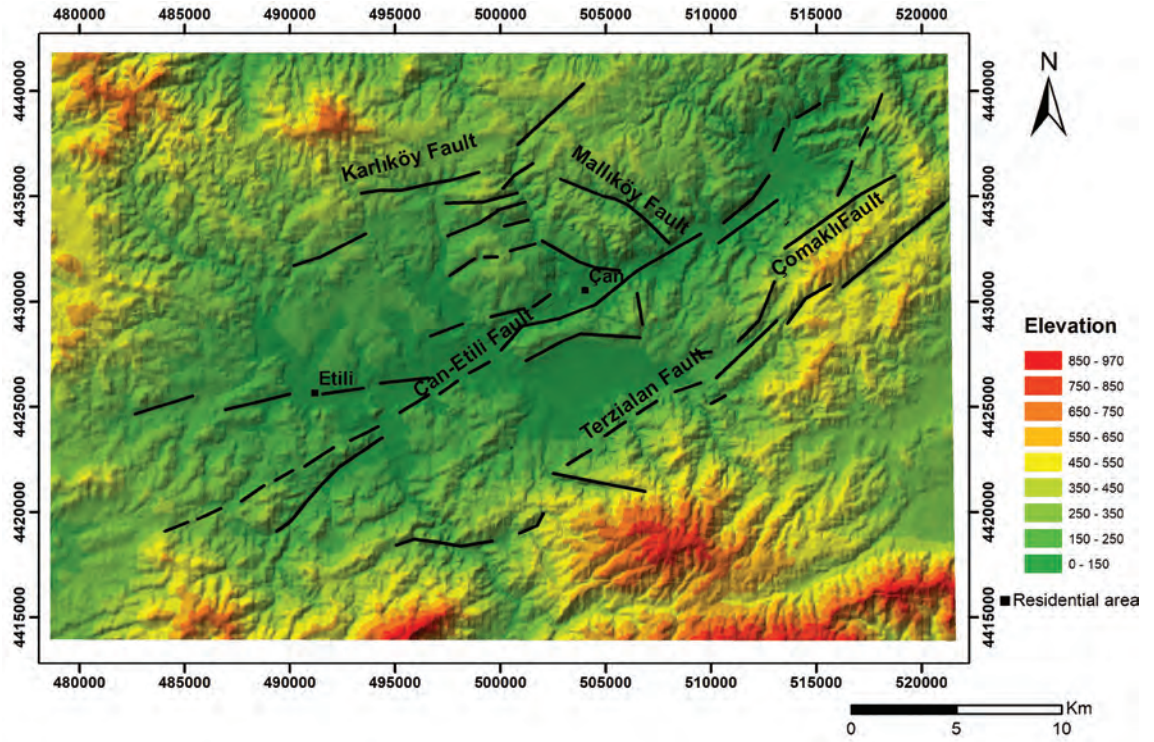 480000 485000 490000 495000 500000 505000 510000 515000 520000
4440000
4435000
4430000
4425000
4420000
4415000
Karlıköy Fault
Mallıköy Fault
ÇomaklıFault
Çan
Çan-Etili Fault
Etili
Terzialan Fault
4440000
4435000
4430000
4425000
4420000
4415000
480000 485000 490000 495000 500000 505000 510000 515000 520000
N
Elevation
850 - 970
750 - 850
650 - 750
550 - 650
450 - 550
350 - 450
250 - 350
150 - 250
0 - 150
Residential area
Km
0 5 10